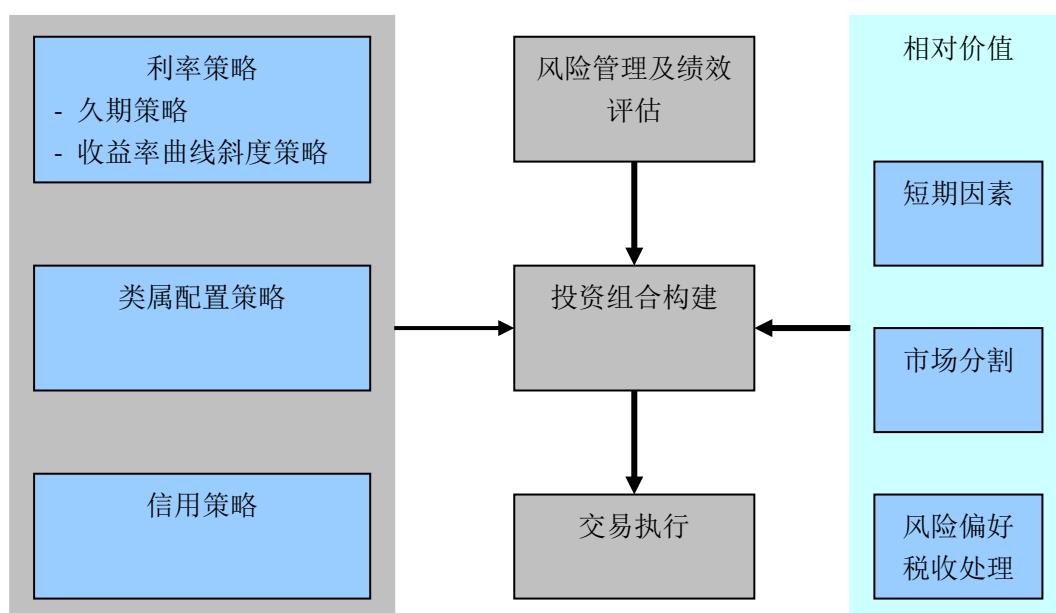 利率策略
- 久期策略
- 收益率曲线斜度策略
类属配置策略
信用策略
风险管理及绩效
评估
投资组合构建
交易执行
相对价值
短期因素
市场分割
风险偏好
税收处理